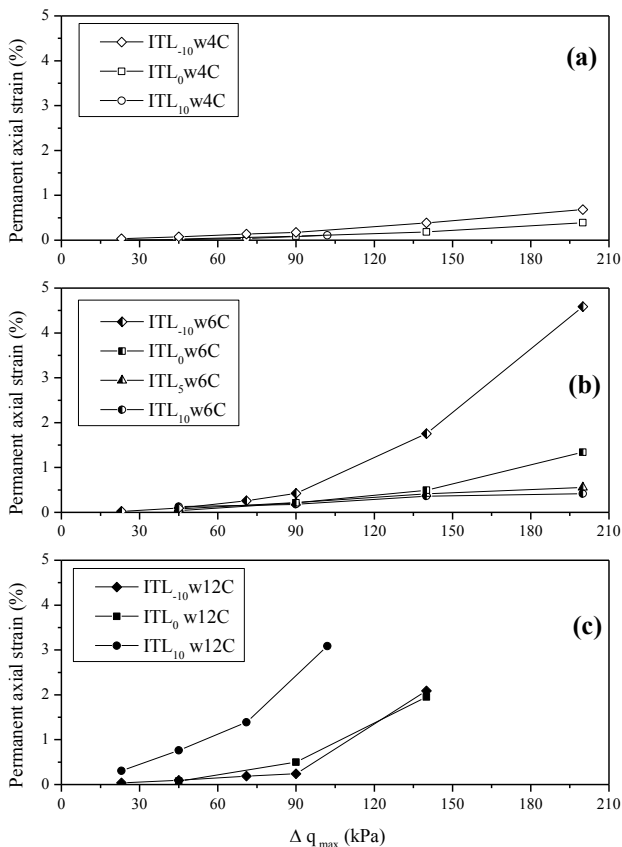 Permanent axial strain (%)
5
4
3
2
1
0
ITL-10w4C
ITL0w4C
ITL10w4C
(a)
0 30 60 90 120 150 180 210
Permanent axial strain (%)
5
4
3
2
1
0
ITL-10w6C
ITL0w6C
ITL5w6C
ITL10w6C
(b)
0 30 60 90 120 150 180 210
Permanent axial strain (%)
5
4
3
2
1
0
ITL-10 w12C
ITL0 w12C
ITL10 w12C
(c)
0 30 60 90 120 150 180 210
Δ qmax (kPa)